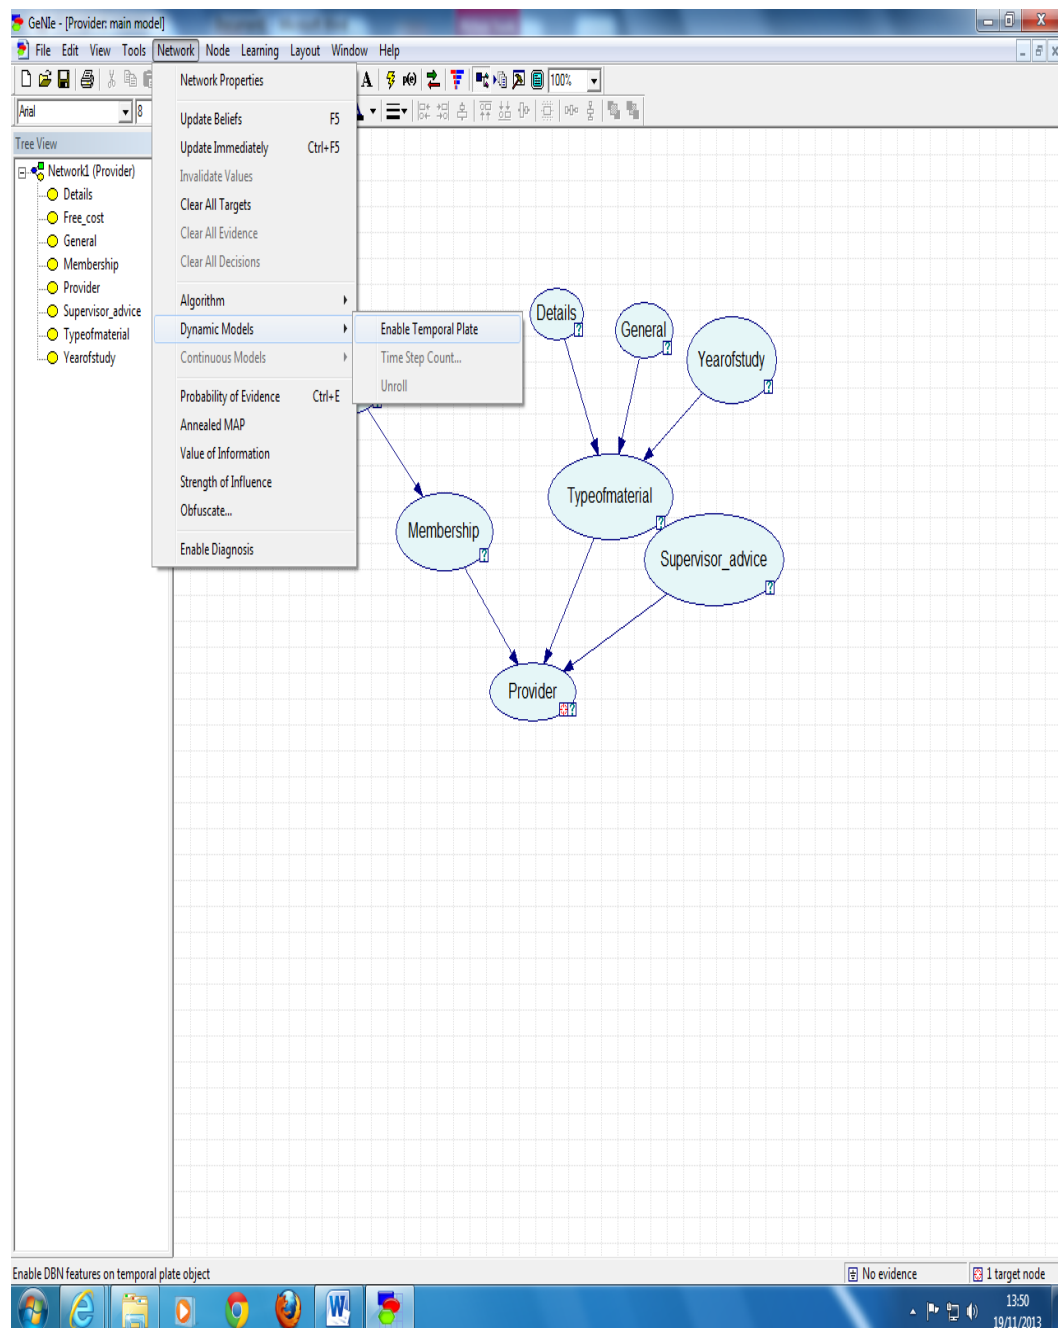 GeNIe - [Provider: main model]
File Edit View Tools Network Node Learning Layout Window Help
100%
Arial 8
Tree View
Network1 (Provider)
Details
Free_cost
General
Membership
Provider
Supervisor_advice
Typeofmaterial
Yearofstudy
Network Properties
Update Beliefs F5
Update Immediately Ctrl+F5
Invalidate Values
Clear All Targets
Clear All Evidence
Clear All Decisions
Algorithm
Dynamic Models
Continuous Models
Probability of Evidence Ctrl+E
Annealed MAP
Value of Information
Strength of Influence
Obfuscate...
Enable Diagnosis
Enable Temporal Plate
Time Step Count...
Unroll
Details
General
Yearofstudy
Typeofmaterial
Membership
Supervisor_advice
Provider
Enable DBN features on temporal plate object
No evidence
1 target node
13:50
19/11/2013